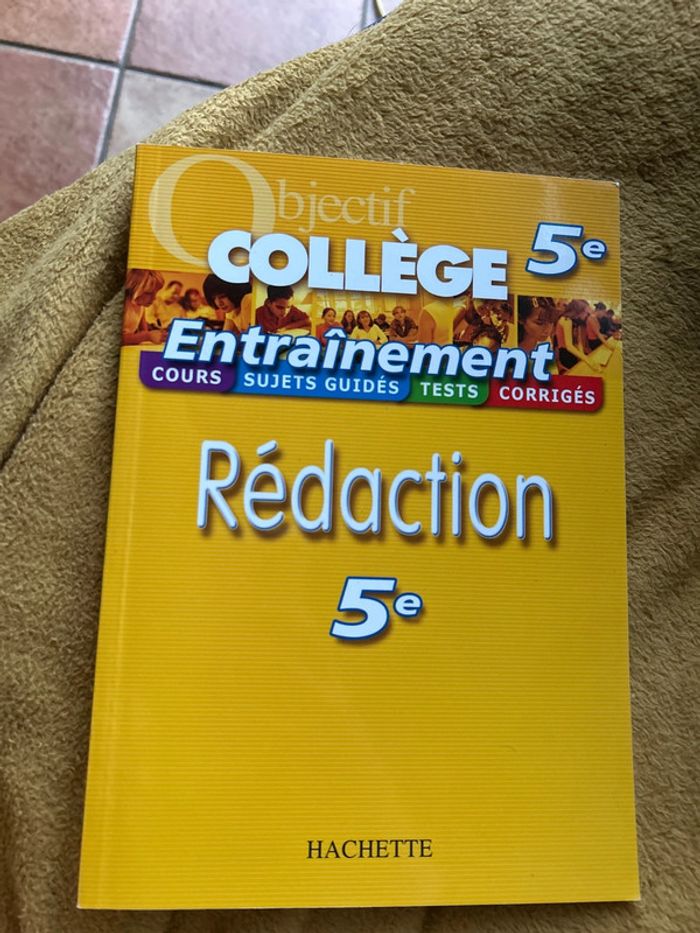 Objectif
COLLÈGE 5e
Entraînement
COURS SUJETS GUIDÉS TESTS CORRIGÉS
Rédaction
5e
HACHETTE